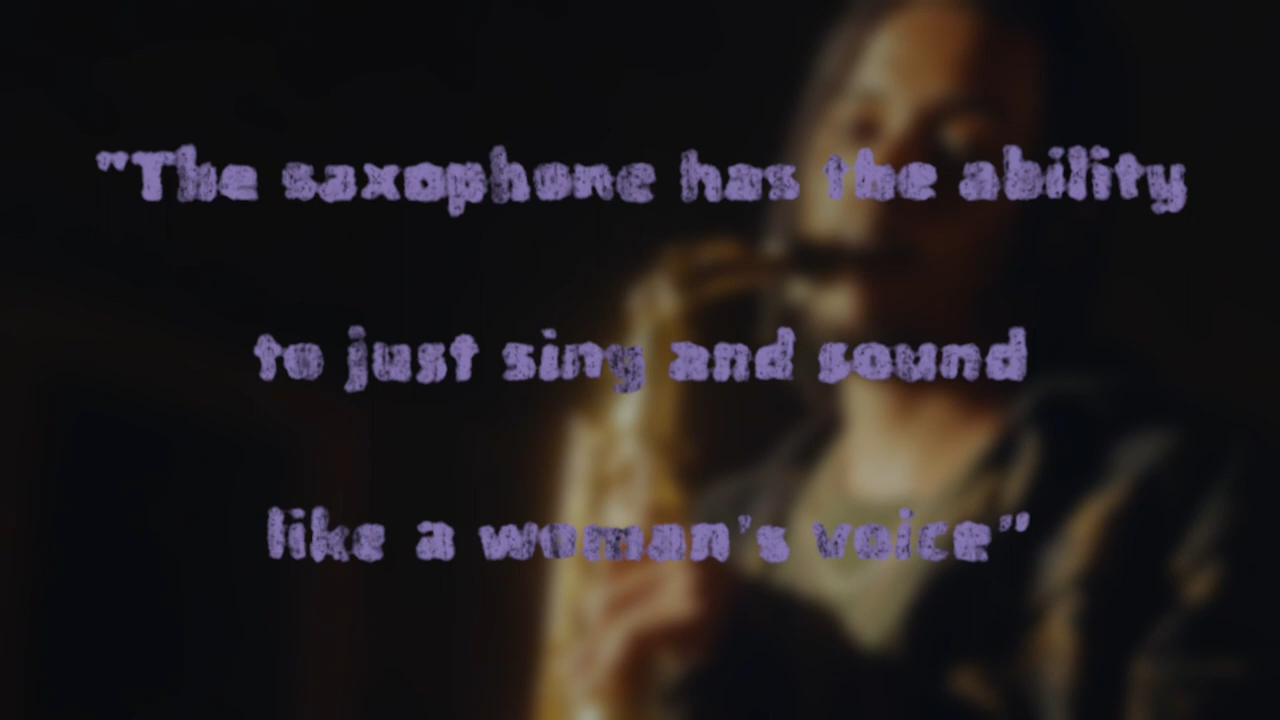 "The saxophone has the ability
to just sing and sound
like a woman's voice"